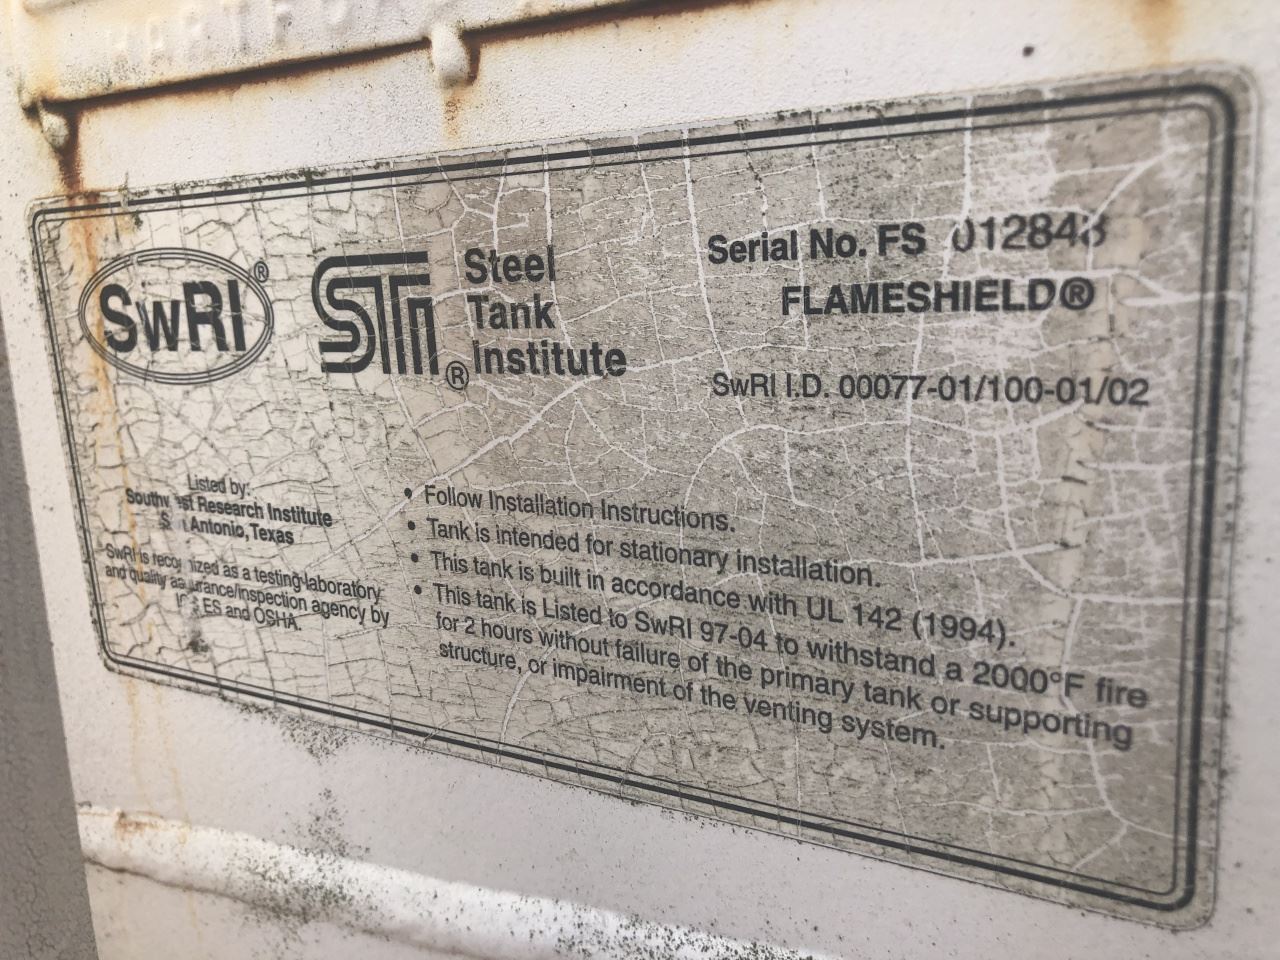 SwRI®
STI®
Steel
Tank
Institute
Serial No. FS 012848
FLAMESHIELD®
SwRI I.D. 00077-01/100-01/02
Listed by:
Southwest Research Institute
San Antonio, Texas
SwRI is recognized as a testing laboratory
and quality assurance/inspection agency by
ES and OSHA.
• Follow Installation Instructions.
• Tank is intended for stationary installation.
• This tank is built in accordance with UL 142 (1994).
• This tank is Listed to SwRI 97-04 to withstand a 2000°F fire
for 2 hours without failure of the primary tank or supporting
structure, or impairment of the venting system.